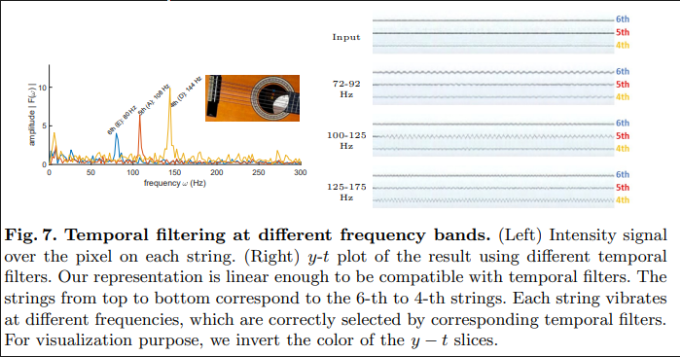 6th
Input
5th
4th
6th
72-92
Hz
5th
4th
6th
100-125
Hz
5th
4th
6th
125-175
Hz
5th
4th
amplitude | F(ω) |
10
5
0
6th (E): 80 Hz
5th (A): 108 Hz
4th (D): 144 Hz
0 50 100 150 200 250 300
frequency ω (Hz)
Fig. 7. Temporal filtering at different frequency bands. (Left) Intensity signal
over the pixel on each string. (Right) y-t plot of the result using different temporal
filters. Our representation is linear enough to be compatible with temporal filters. The
strings from top to bottom correspond to the 6-th to 4-th strings. Each string vibrates
at different frequencies, which are correctly selected by corresponding temporal filters.
For visualization purpose, we invert the color of the y − t slices.